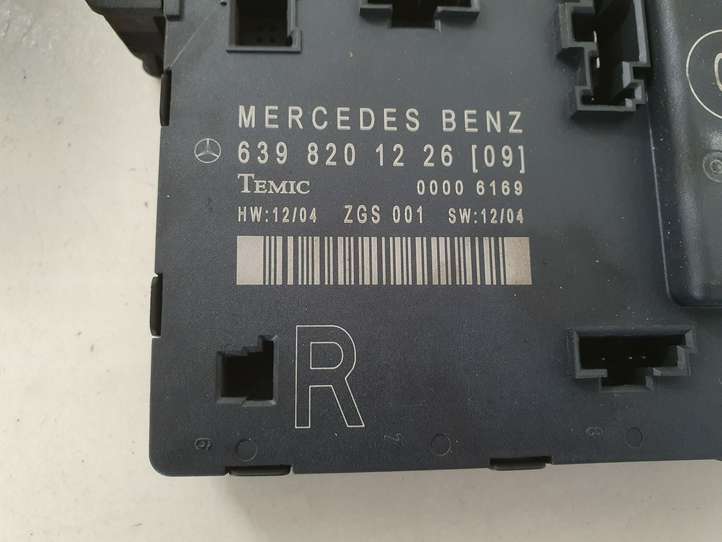 MERCEDES BENZ
639 820 12 26 [09]
TEMIC 0000 6169
HW:12/04 ZGS 001 SW:12/04
R